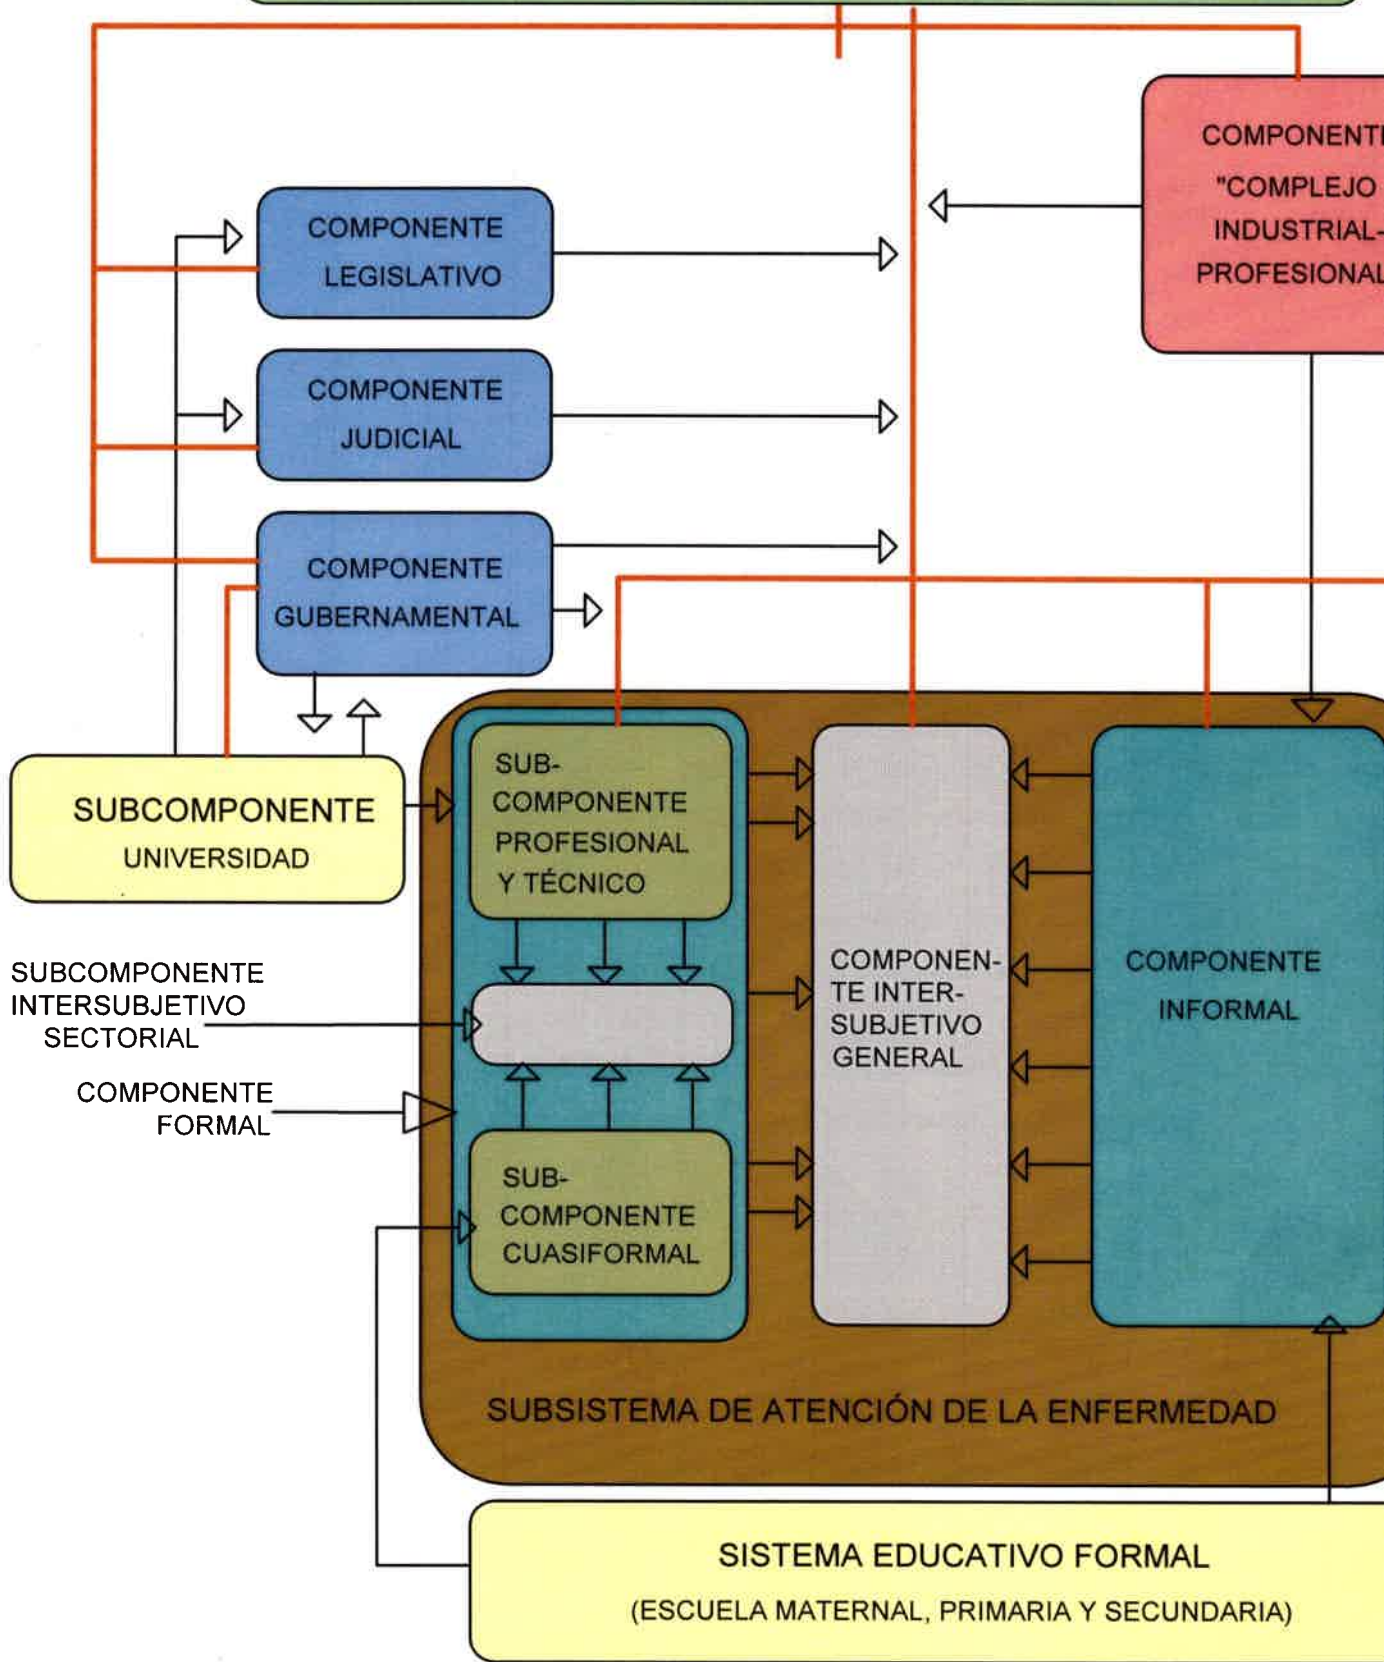 COMPONENTE
"COMPLEJO
INDUSTRIAL-
PROFESIONAL
COMPONENTE
LEGISLATIVO
COMPONENTE
JUDICIAL
COMPONENTE
GUBERNAMENTAL
SUBCOMPONENTE
UNIVERSIDAD
SUB-
COMPONENTE
PROFESIONAL
Y TÉCNICO
SUBCOMPONENTE
INTERSUBJETIVO
SECTORIAL
COMPONENTE
FORMAL
SUB-
COMPONENTE
CUASIFORMAL
COMPONEN-
TE INTER-
SUBJETIVO
GENERAL
COMPONENTE
INFORMAL
SUBSISTEMA DE ATENCIÓN DE LA ENFERMEDAD
SISTEMA EDUCATIVO FORMAL
(ESCUELA MATERNAL, PRIMARIA Y SECUNDARIA)